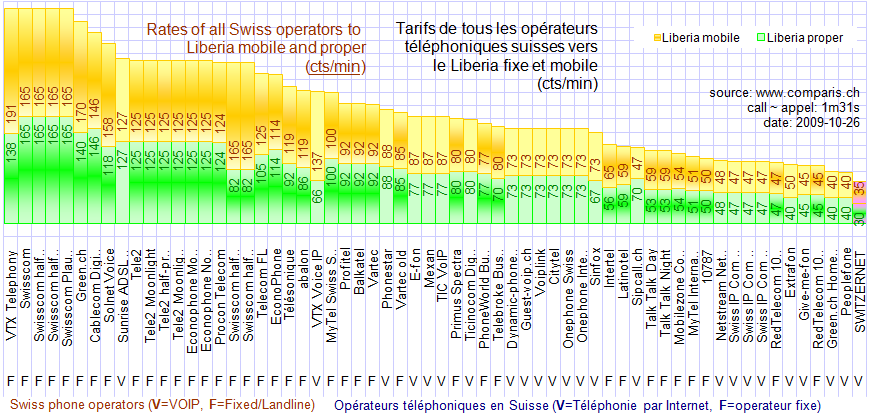 Rates of all Swiss operators to
Liberia mobile and proper
(cts/min)
Tarifs de tous les opérateurs
téléphoniques suisses vers
le Liberia fixe et mobile
(cts/min)
Liberia mobile
Liberia proper
source: www.comparis.ch
call ~ appel: 1m31s
date: 2009-10-26
191 165 165 165 165 170 146 158 127 125 125 125 125 125 125 124 165 165 125 114 119 119 137 100 92 92 92 88 85 87 87 87 80 80 77 80 73 73 73 73 73 73 73 65 59 47 59 59 54 51 50 48 47 47 47 47 50 45 45 40 40 35
138 165 165 165 165 140 146 118 127 125 125 125 125 125 125 124 82 82 105 114 92 86 66 100 92 92 92 88 85 77 77 77 80 80 77 70 73 73 73 73 73 73 67 56 59 70 53 53 54 51 50 48 47 47 47 47 40 45 45 40 40 30
VTX Telephony
Swisscom
Swisscom half...
Swisscom half...
Swisscom Plau...
Green.ch
Cablecom Digi...
Solnet Voice
Sunrise ADSL...
Tele2
Tele2 Moonlight
Tele2 half-pr...
Tele2 Moonlig...
Econophone Mo...
Econophone No...
Procon Telecom
Swisscom half...
Swisscom half...
Telecom FL
EconoPhone
Télésonique
abalon
VTX Voice IP
MyTel Swiss S...
Profitel
Balkatel
Vartec
Phonestar
Vartec old
E-fon
Mexan
TIC VoIP
Primus Spectra
Ticinocom Dig...
PhoneWorld Bu...
Telebroke Bus...
Dynamic-phone...
Guest-voip.ch
Voiplink
Citytel
Onephone Swiss
Onephone Inte...
Sinfox
Intertel
Latinotel
Sipcall.ch
Talk Talk Day
Talk Talk Night
Mobilezone Co...
MyTel Interna...
10787
Netstream Net...
Swiss IP Com...
Swiss IP Com...
Swiss IP Com...
RedTelecom 10...
Extrafon
Give-me-fon
RedTelecom 10...
Green.ch Home...
Peoplefone
SWITZERNET
F F F F F F F F V F F F F F F F F F F F F F V F F F F V F V V V F F F F V V V V V V V F F V F F F F F V V V V F V V F V V V
Swiss phone operators (V=VOIP, F=Fixed/Landline)
Opérateurs téléphoniques en Suisse (V=Téléphonie par Internet, F=operateur fixe)